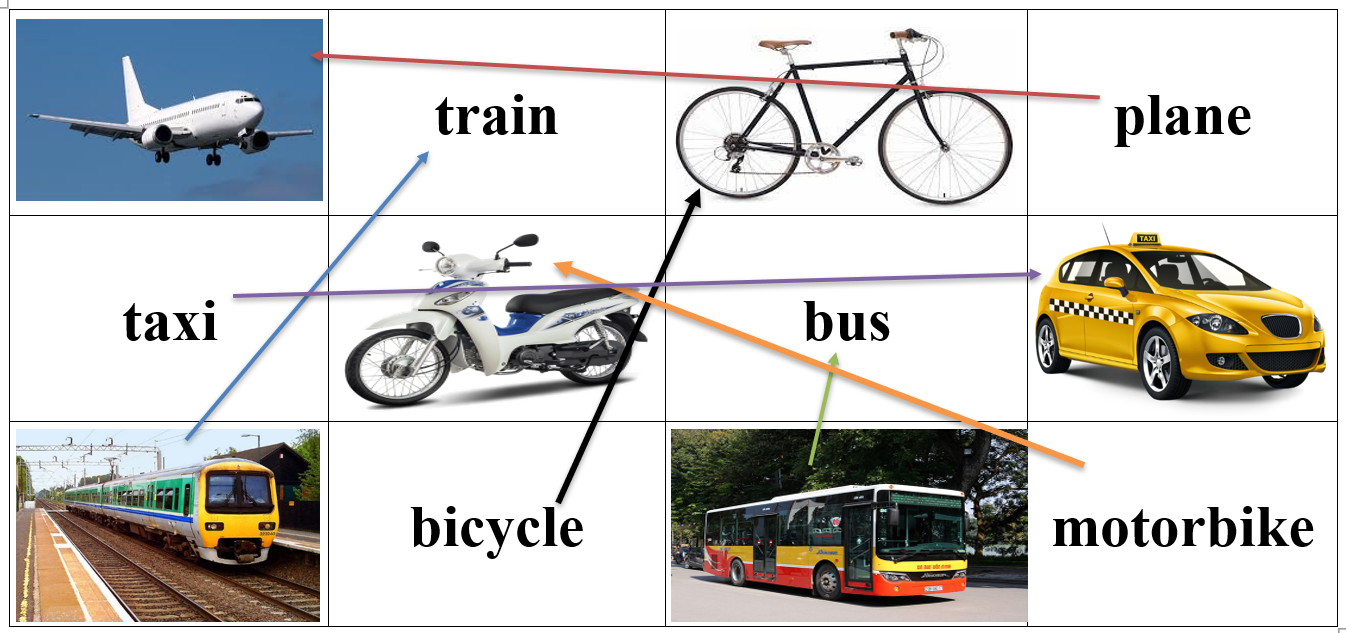 train
plane
TAXI
taxi
bus
bicycle
motorbike